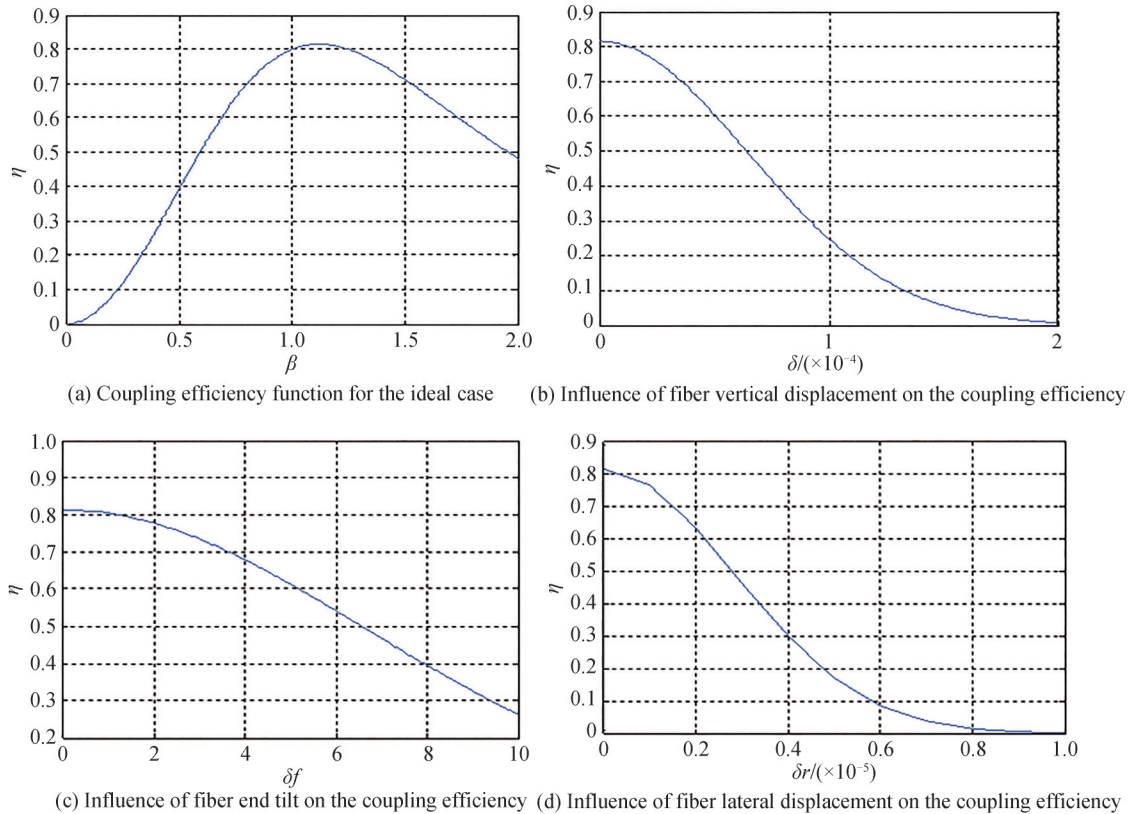 0.9
0.8
0.7
0.6
0.5
0.4
0.3
0.2
0.1
0
η
0 0.5 1.0 1.5 2.0
β
(a) Coupling efficiency function for the ideal case
0.9
0.8
0.7
0.6
0.5
0.4
0.3
0.2
0.1
0
η
0 1 2
δ/(×10⁻⁴)
(b) Influence of fiber vertical displacement on the coupling efficiency
1.0
0.9
0.8
0.7
0.6
0.5
0.4
0.3
0.2
η
0 2 4 6 8 10
δf
(c) Influence of fiber end tilt on the coupling efficiency
0.9
0.8
0.7
0.6
0.5
0.4
0.3
0.2
0.1
0
η
0 0.2 0.4 0.6 0.8 1.0
δr/(×10⁻⁵)
(d) Influence of fiber lateral displacement on the coupling efficiency